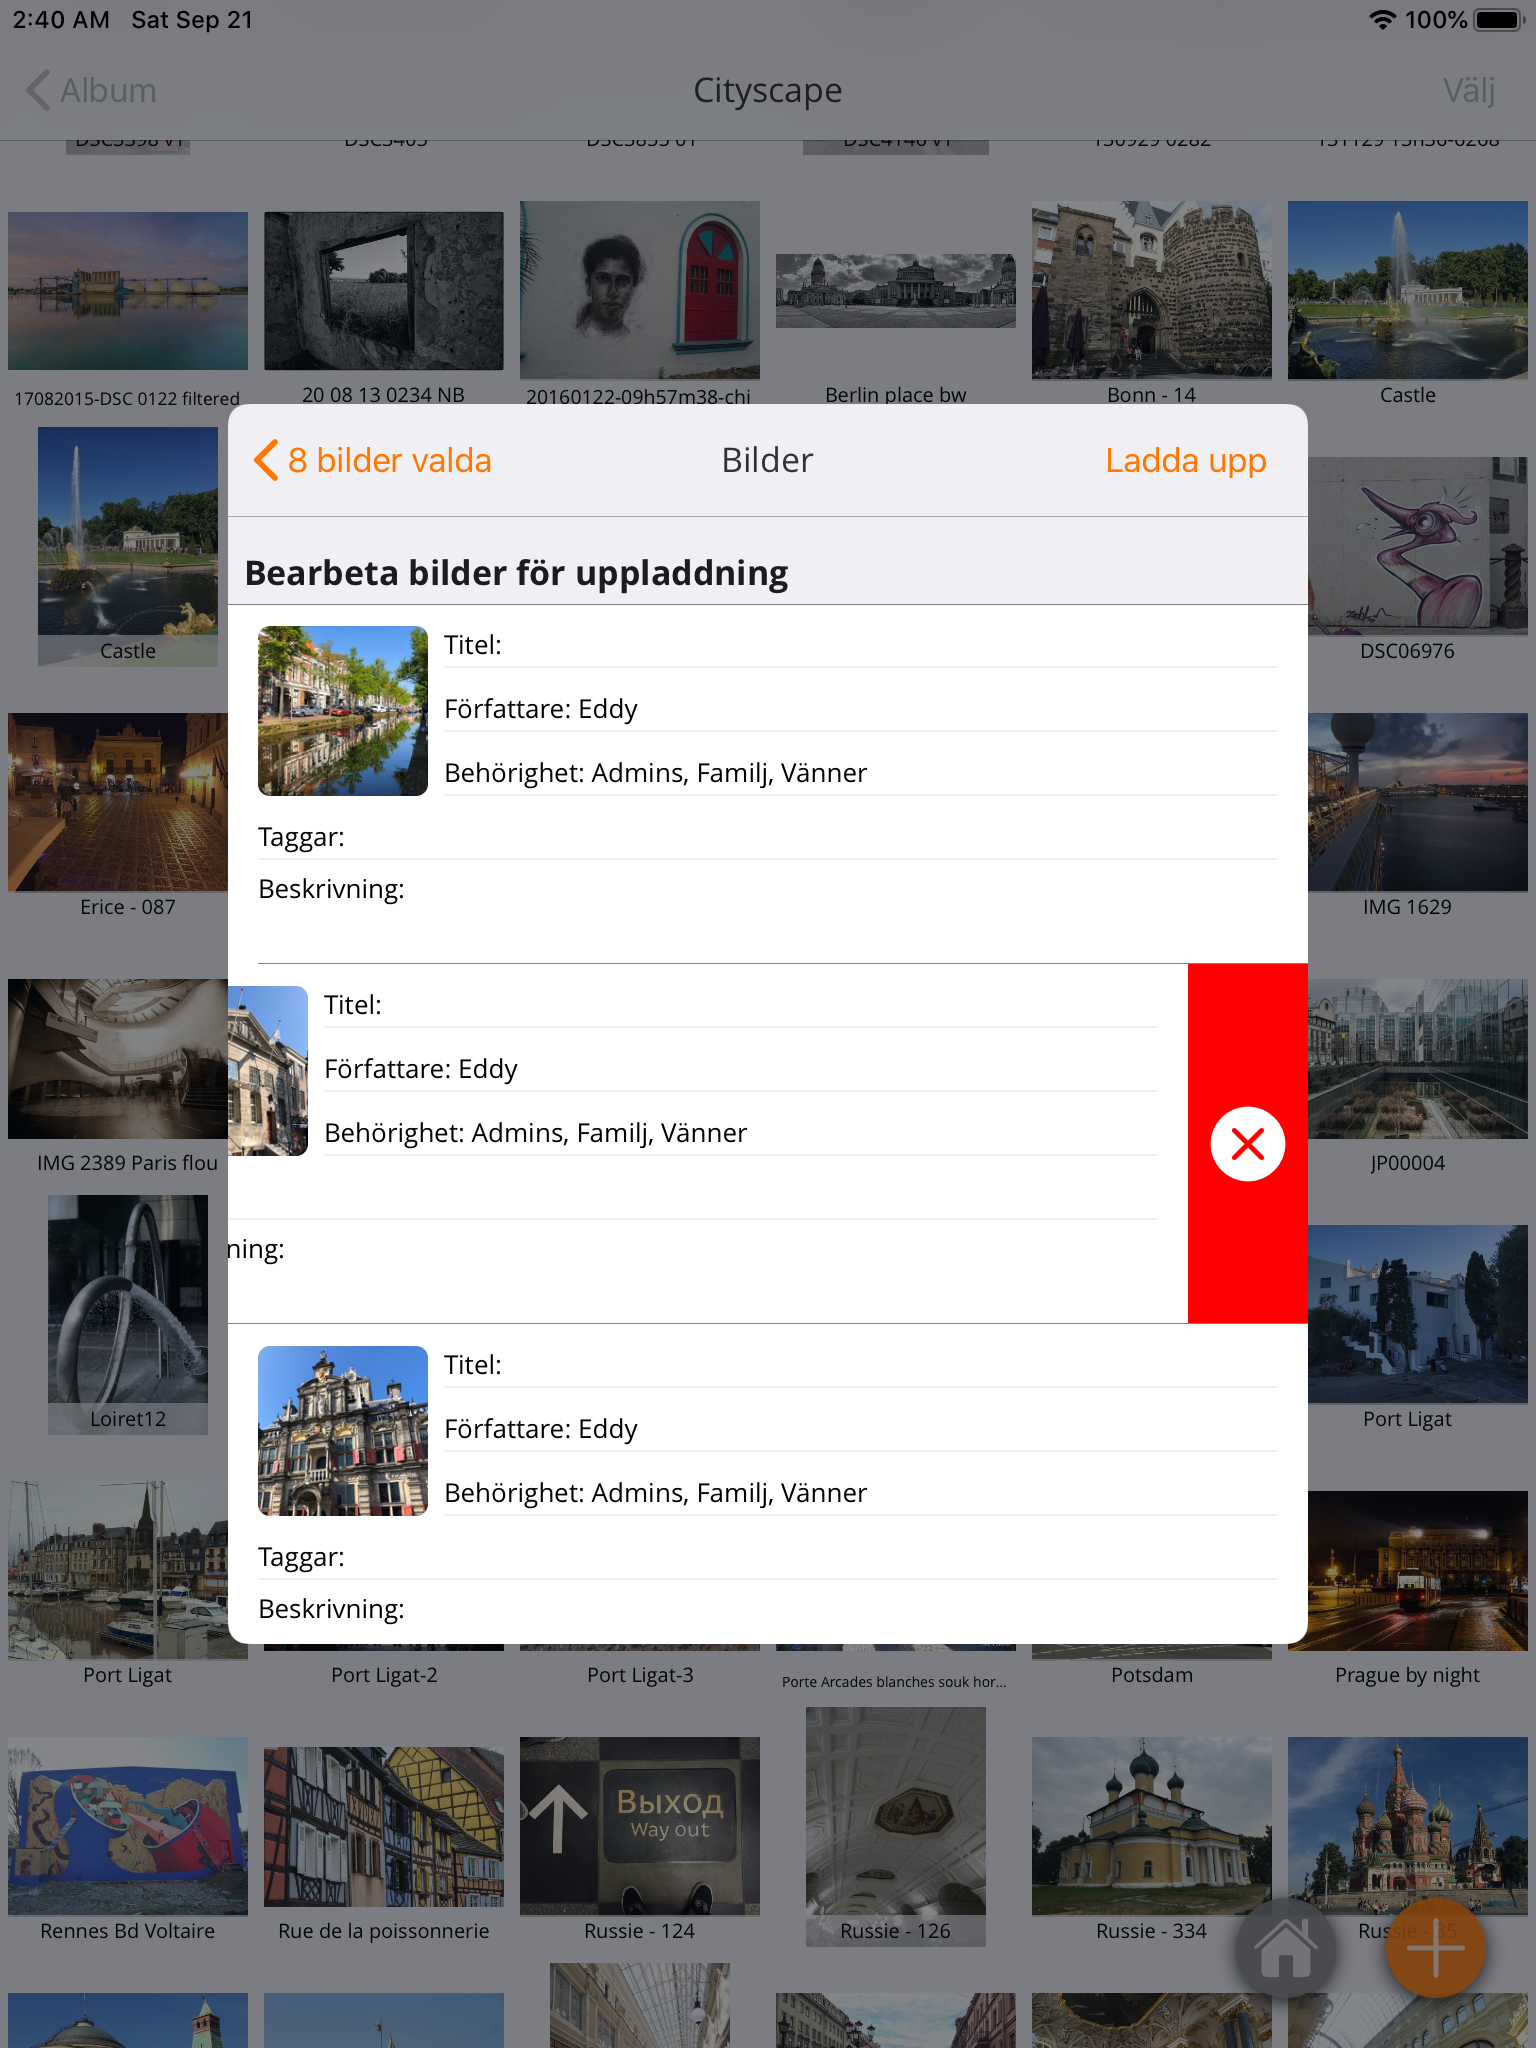 2:40 AM Sat Sep 21
100%
Album
Cityscape
Välj
17082015-DSC 0122 filtered
20 08 13 0234 NB
20160122-09h57m38-chi
Berlin place bw
Bonn - 14
Castle
8 bilder valda
Bilder
Ladda upp
Bearbeta bilder för uppladdning
Titel:
Författare: Eddy
Behörighet: Admins, Familj, Vänner
Taggar:
Beskrivning:
Titel:
Författare: Eddy
Behörighet: Admins, Familj, Vänner
ning:
Titel:
Författare: Eddy
Behörighet: Admins, Familj, Vänner
Taggar:
Beskrivning:
Castle
DSC06976
Erice - 087
IMG 1629
IMG 2389 Paris flou
JP00004
Loiret12
Port Ligat
Port Ligat
Port Ligat-2
Port Ligat-3
Porte Arcades blanches souk hor...
Potsdam
Prague by night
Выход
Way out
Rennes Bd Voltaire
Rue de la poissonnerie
Russie - 124
Russie - 126
Russie - 334
Russie - 35